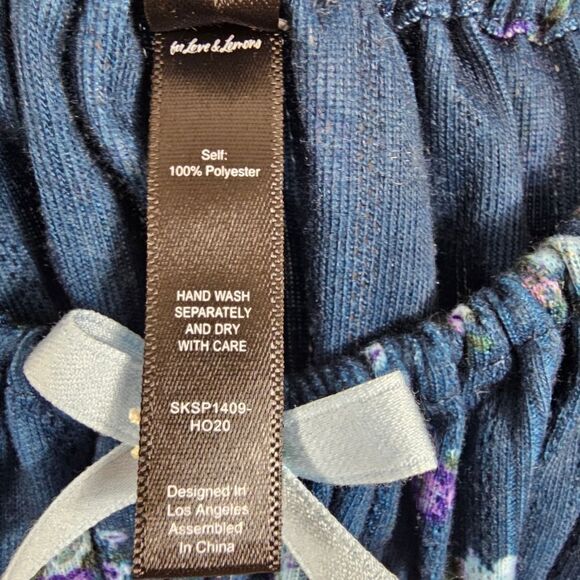 for Love & Lemons
Self:
100% Polyester
HAND WASH
SEPARATELY
AND DRY
WITH CARE
SKSP1409-
HO20
Designed In
Los Angeles
Assembled
In China